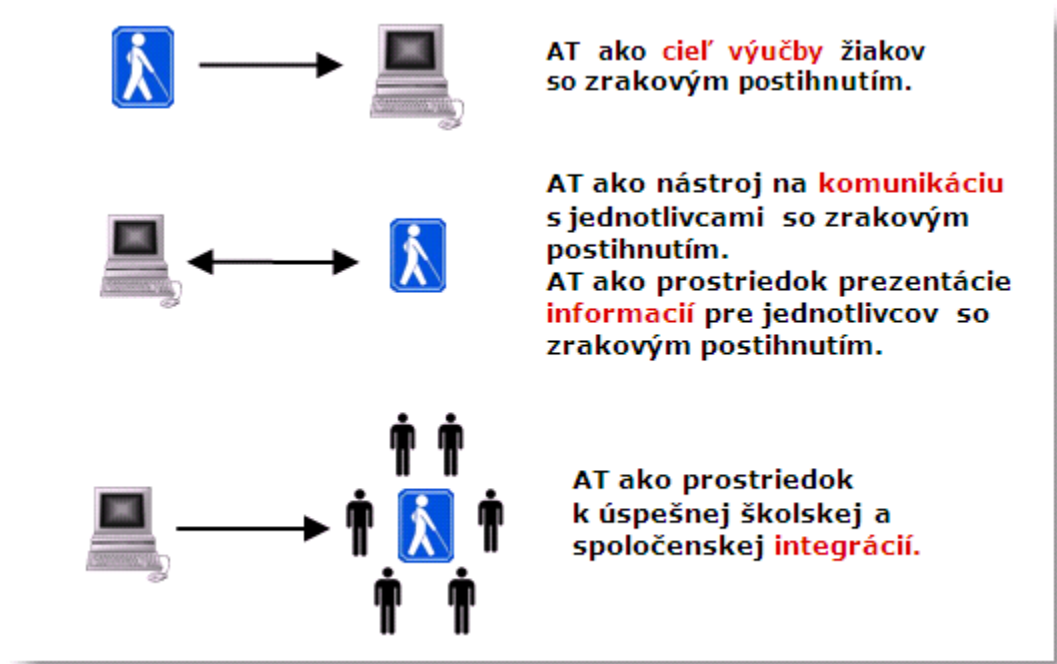 AT ako cieľ výučby žiakov
so zrakovým postihnutím.
AT ako nástroj na komunikáciu
s jednotlivcami so zrakovým
postihnutím.
AT ako prostriedok prezentácie
informacií pre jednotlivcov so
zrakovým postihnutím.
AT ako prostriedok
k úspešnej školskej a
spoločenskej integrácií.